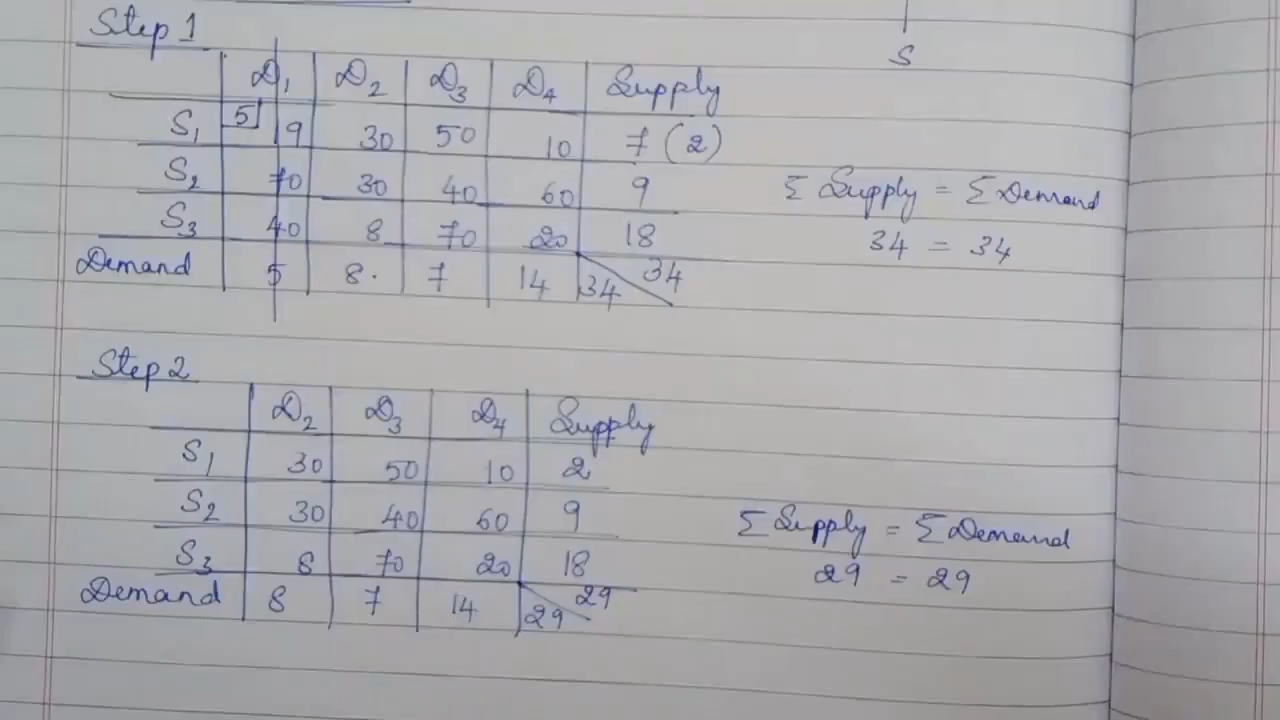 Step 1
S
D1 D2 D3 D4 Supply
S1 5 9 30 50 10 7 (2)
S2 70 30 40 60 9
S3 40 8 70 20 18
Demand 5 8 7 14 34 34
Σ Supply = Σ Demand
34 = 34
Step 2
D2 D3 D4 Supply
S1 30 50 10 2
S2 30 40 60 9
S3 8 70 20 18
Demand 8 7 14 29 29
Σ Supply = Σ Demand
29 = 29